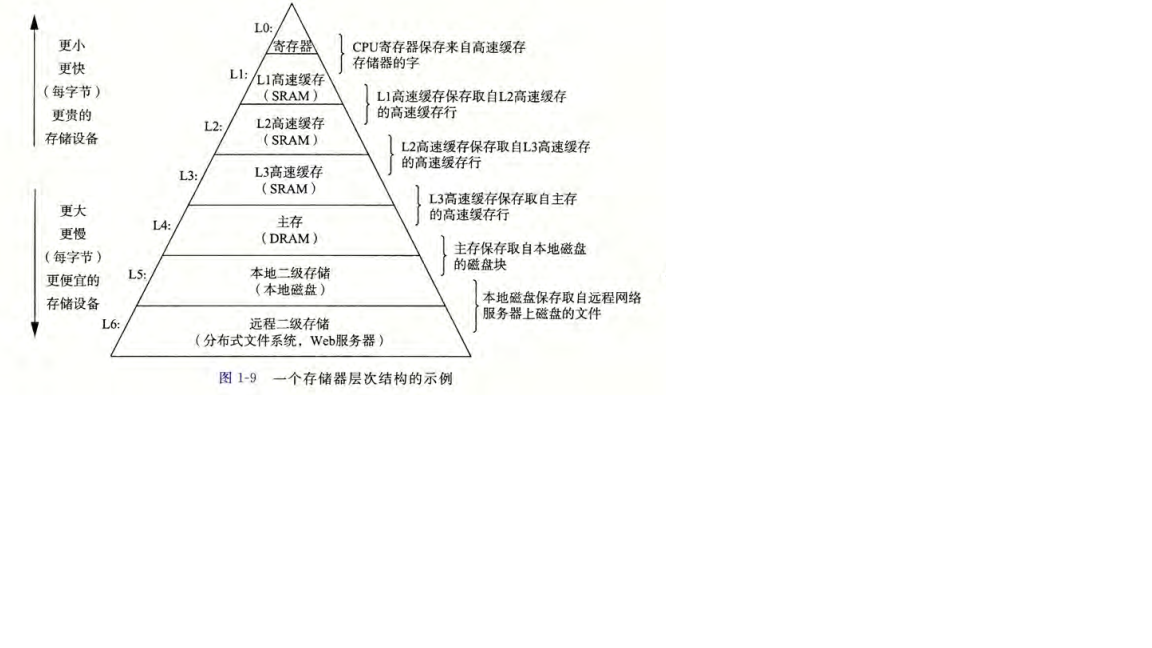 更小
更快
（每字节）
更贵的
存储设备
更大
更慢
（每字节）
更便宜的
存储设备
L0:
寄存器
CPU寄存器保存来自高速缓存
存储器的字
L1:
L1高速缓存
（SRAM）
L1高速缓存保存取自L2高速缓存
的高速缓存行
L2:
L2高速缓存
（SRAM）
L2高速缓存保存取自L3高速缓存
的高速缓存行
L3:
L3高速缓存
（SRAM）
L3高速缓存保存取自主存
的高速缓存行
L4:
主存
（DRAM）
主存保存取自本地磁盘
的磁盘块
L5:
本地二级存储
（本地磁盘）
本地磁盘保存取自远程网络
服务器上磁盘的文件
L6:
远程二级存储
（分布式文件系统，Web服务器）
图 1-9 一个存储器层次结构的示例